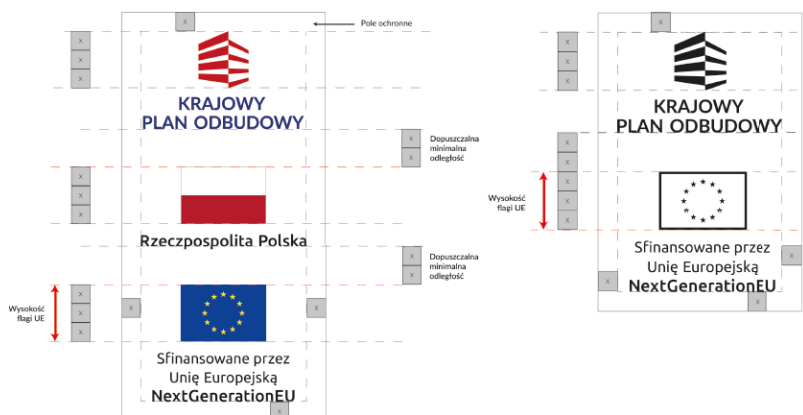 x
Pole ochronne
x
x
x
KRAJOWY
PLAN ODBUDOWY
x
x
Dopuszczalna
minimalna
odległość
x
x
x
Rzeczpospolita Polska
x
x
Dopuszczalna
minimalna
odległość
Wysokość
flagi UE
x
x
x
x
x
Sfinansowane przez
Unię Europejską
NextGenerationEU
x
x
x
x
x
KRAJOWY
PLAN ODBUDOWY
x
x
x
x
x
Wysokość
flagi UE
Sfinansowane przez
Unię Europejską
NextGenerationEU
x
x
x